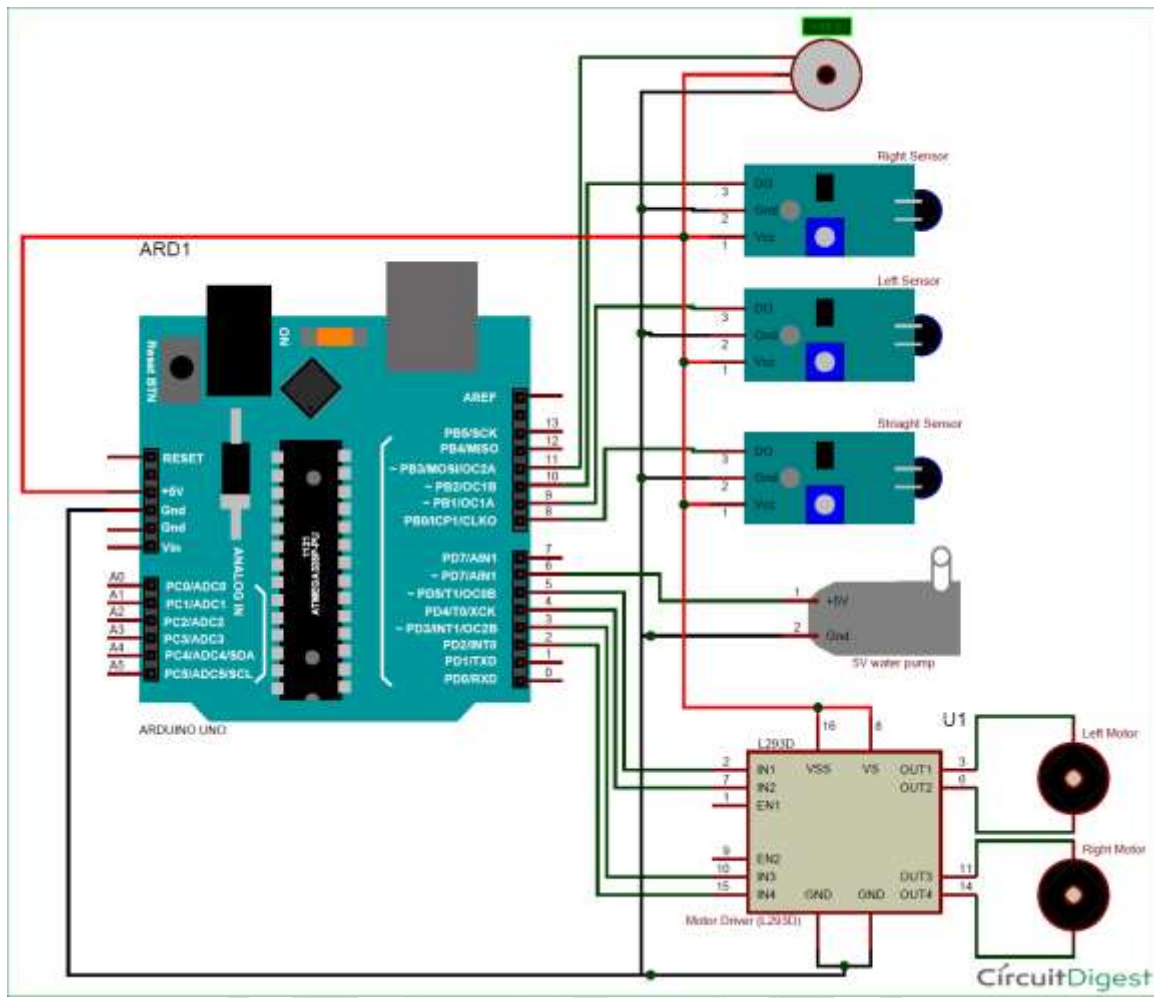 Right Sensor
DO
Gnd
Vcc
3
2
1
ARD1
Left Sensor
DO
Gnd
Vcc
3
2
1
Reset BTN
ON
AREF
PB5/SCK
13
PB4/MISO
12
~ PB3/MOSI/OC2A
11
~ PB2/OC1B
10
~ PB1/OC1A
9
PB0/ICP1/CLKO
8
Striaght Sensor
DO
Gnd
Vcc
3
2
1
RESET
+5V
Gnd
Gnd
Vin
ANALOG IN
1121
ATMEGA328P-PU
PD7/AIN1
7
~ PD7/AIN1
6
~ PD5/T1/OC0B
5
PD4/T0/XCK
4
~ PD3/INT1/OC2B
3
PD2/INT0
2
PD1/TXD
1
PD0/RXD
0
A0
PC0/ADC0
A1
PC1/ADC1
A2
PC2/ADC2
A3
PC3/ADC3
A4
PC4/ADC4/SDA
A5
PC5/ADC5/SCL
1
+5V
2
Gnd
5V water pump
ARDUINO UNO
16
8
U1
L293D
Left Motor
2
IN1
VSS
VS
OUT1
3
7
IN2
OUT2
6
1
EN1
9
EN2
Right Motor
10
IN3
OUT3
11
15
IN4
GND
GND
OUT4
14
Motor Driver (L293D)
CircuitDigest